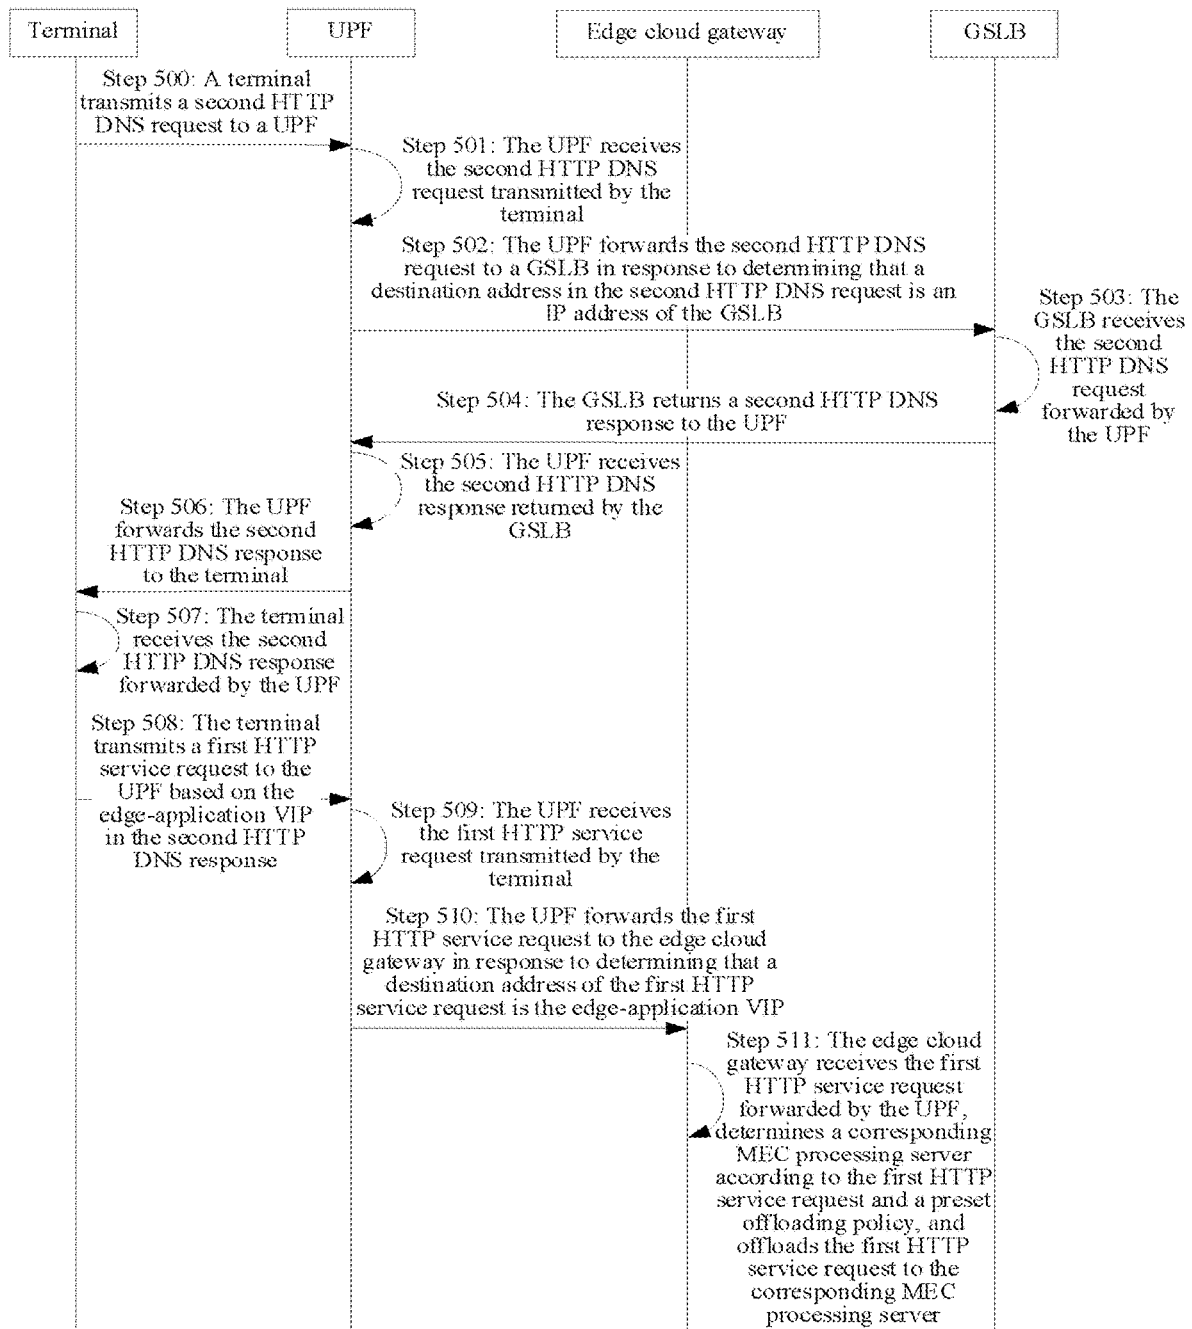 Terminal
UPF
Edge cloud gateway
GSLB
Step 500: A terminal
transmits a second HTTP
DNS request to a UPF
Step 501: The UPF receives
the second HTTP DNS
request transmitted by the
terminal
Step 502: The UPF forwards the second HTTP DNS
request to a GSLB in response to determining that a
destination address in the second HTTP DNS request is an
IP address of the GSLB
Step 503: The
GSLB receives
the second
HTTP DNS
request
forwarded by
the UPF
Step 504: The GSLB returns a second HTTP DNS
response to the UPF
Step 505: The UPF receives
the second HTTP DNS
response returned by the
GSLB
Step 506: The UPF
forwards the second
HTTP DNS response
to the terminal
Step 507: The terminal
receives the second
HTTP DNS response
forwarded by the UPF
Step 508: The terminal
transmits a first HTTP
service request to the
UPF based on the
edge-application VIP
in the second HTTP
DNS response
Step 509: The UPF receives
the first HTTP service
request transmitted by the
terminal
Step 510: The UPF forwards the first
HTTP service request to the edge cloud
gateway in response to determining that a
destination address of the first HTTP
service request is the edge-application VIP
Step 511: The edge cloud
gateway receives the first
HTTP service request
forwarded by the UPF,
determines a corresponding
MEC processing server
according to the first HTTP
service request and a preset
offloading policy, and
offloads the first HTTP
service request to the
corresponding MEC
processing server